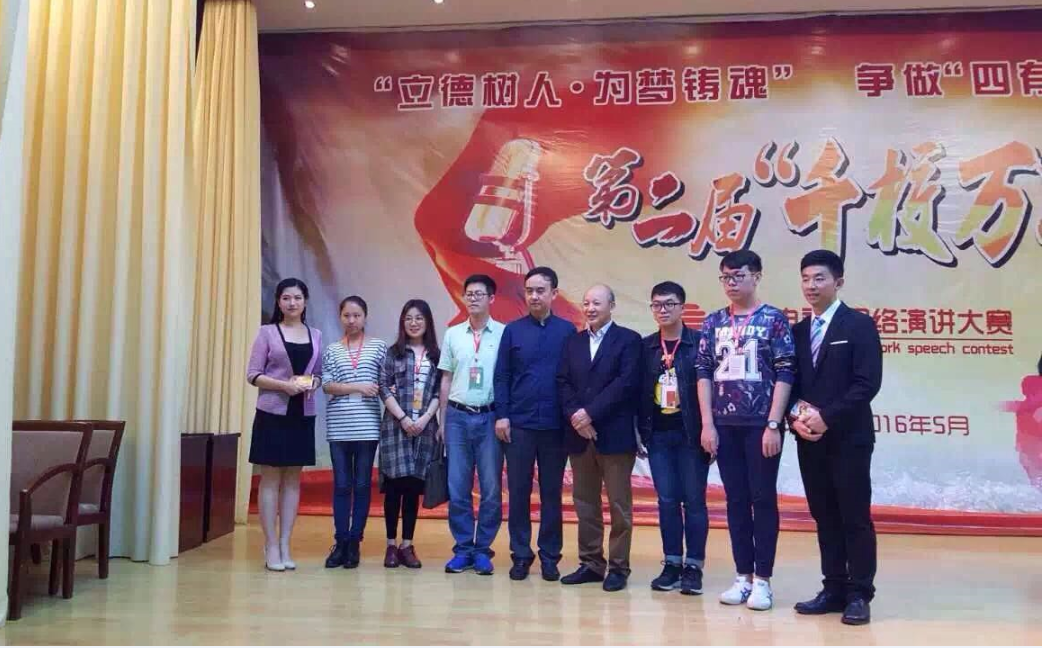 “立德树人·为梦铸魂” 争做“四有
第二届“千校万
络演讲大赛
ork speech contest
016年5月
21